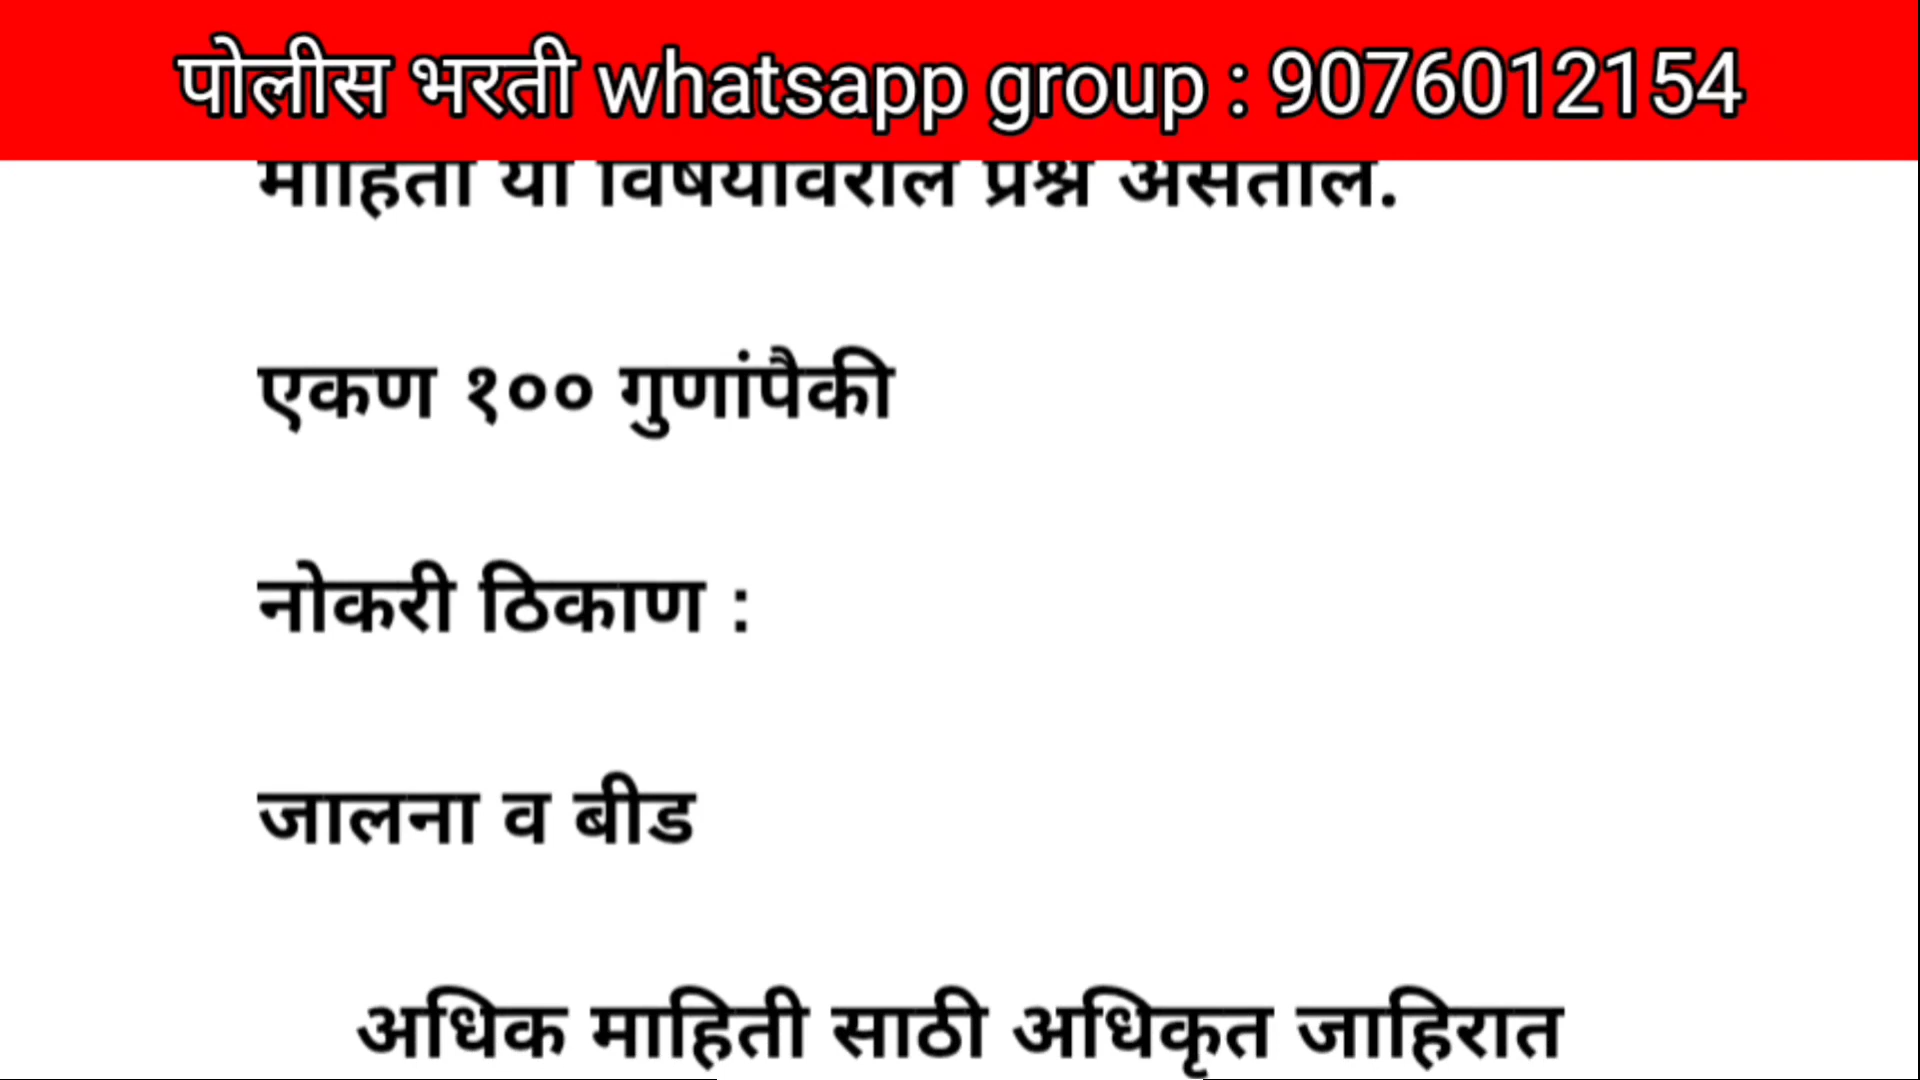 पोलीस भरती whatsapp group : 9076012154
माहिती या विषयावरील प्रश्न असतील.
एकण १०० गुणांपैकी
नोकरी ठिकाण :
जालना व बीड
अधिक माहिती साठी अधिकृत जाहिरात